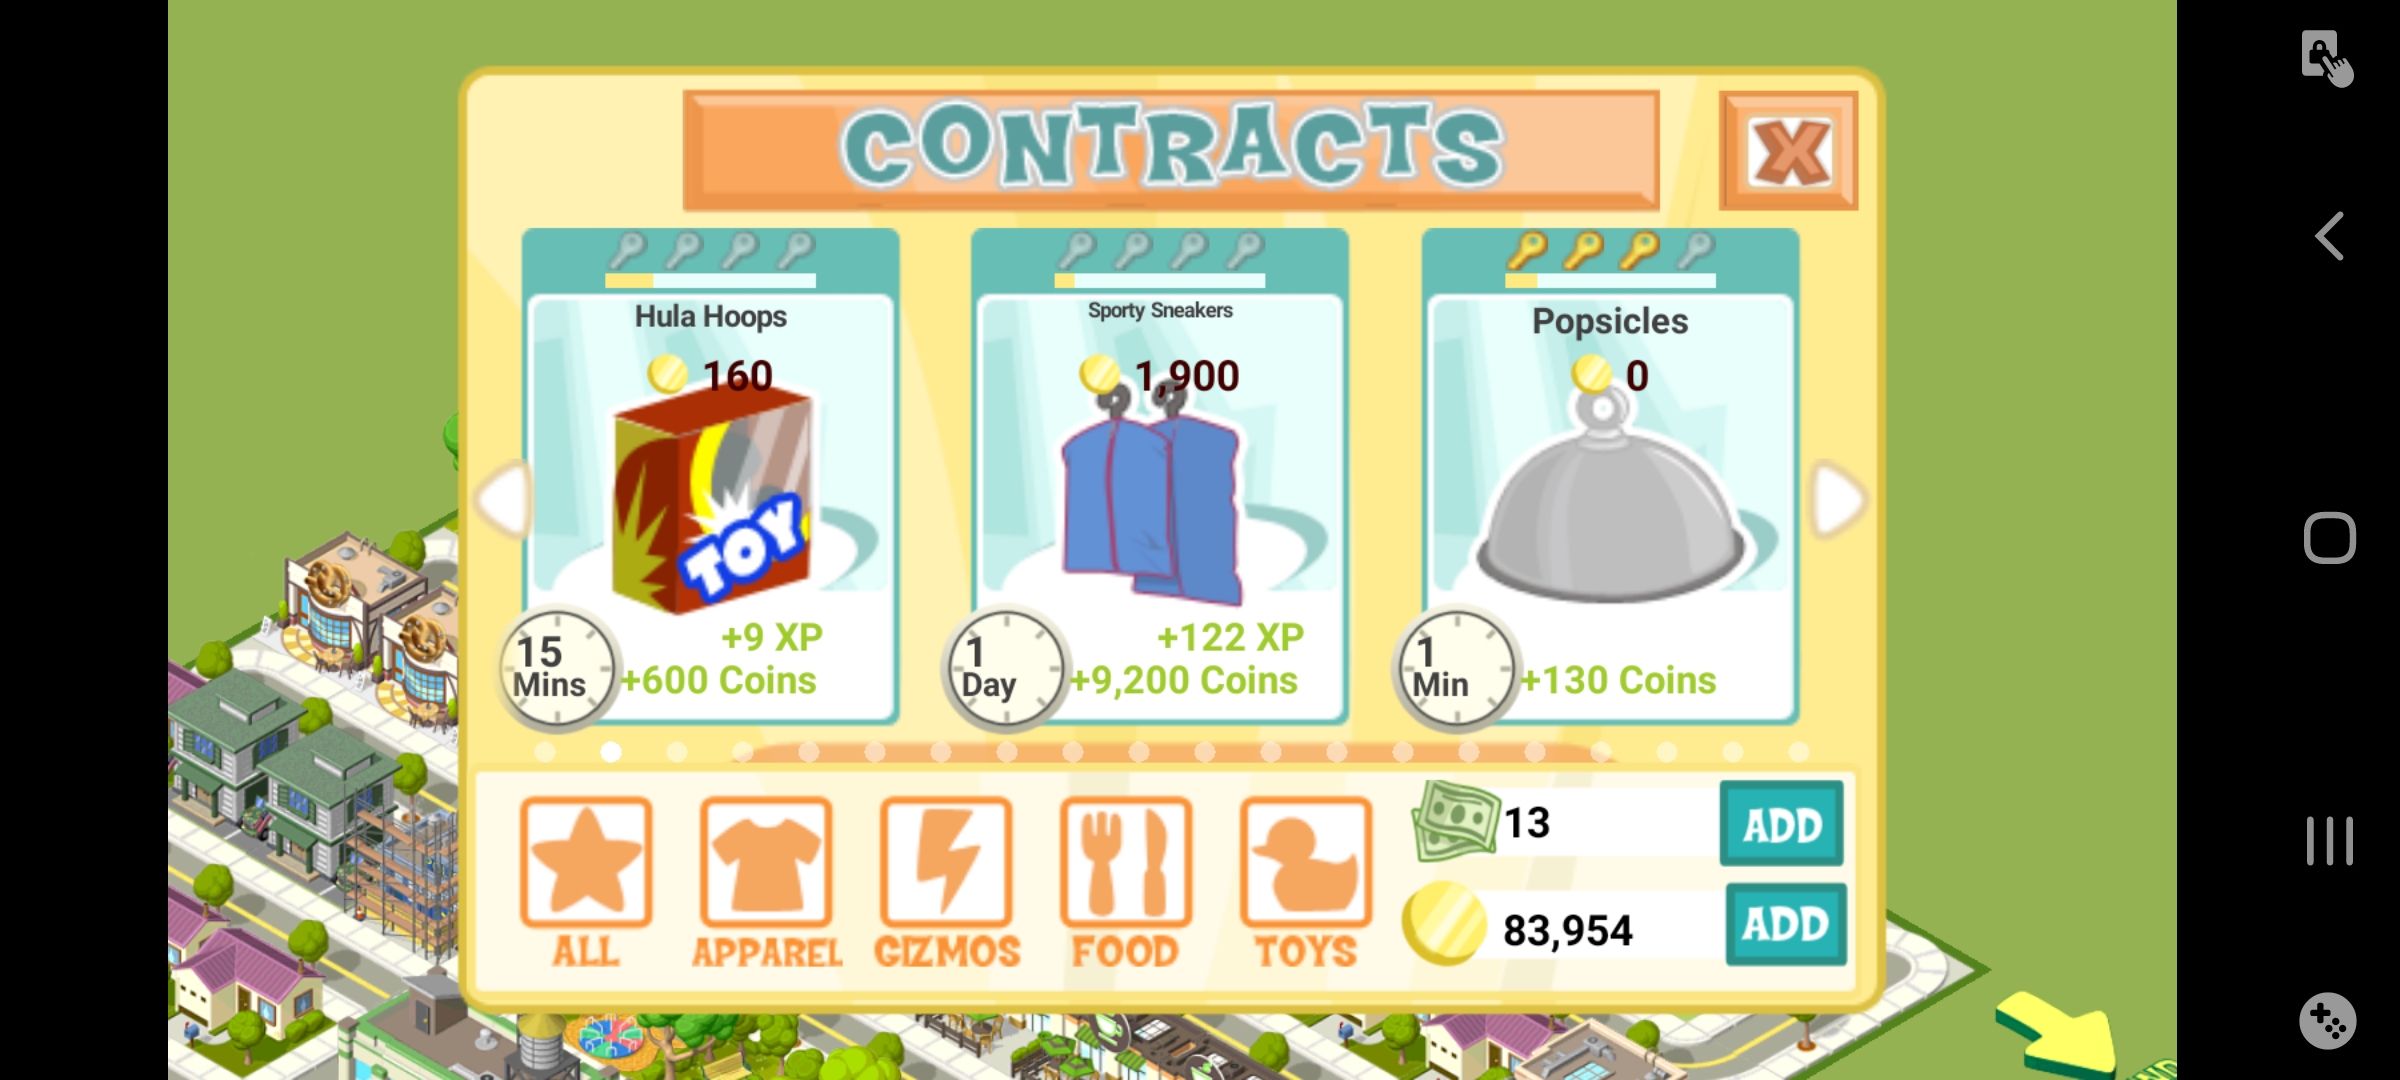 CONTRACTS
X
Hula Hoops
160
TOY
15
Mins
+9 XP
+600 Coins
Sporty Sneakers
1,900
1
Day
+122 XP
+9,200 Coins
Popsicles
0
1
Min
+130 Coins
ALL
APPAREL
GIZMOS
FOOD
TOYS
13
ADD
83,954
ADD